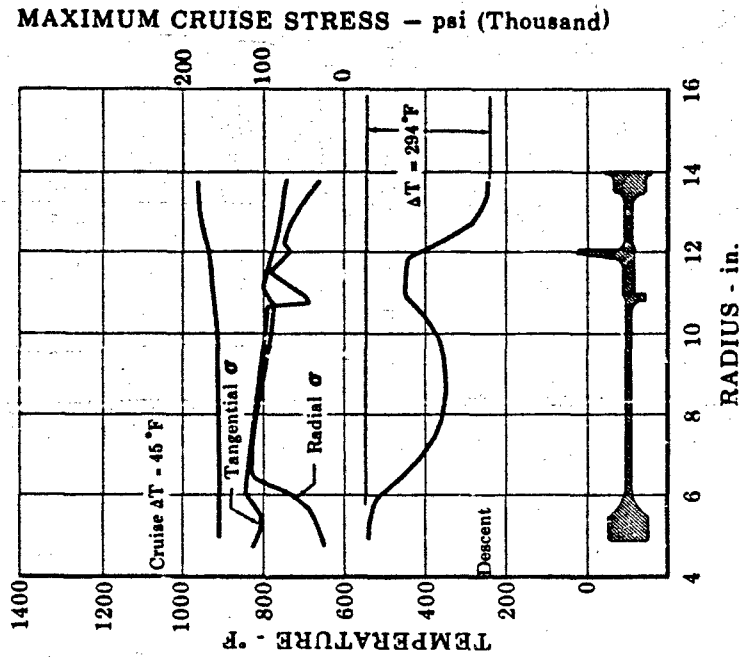 MAXIMUM CRUISE STRESS – psi (Thousand)
200
100
0
1400
1200
1000
800
600
400
200
0
TEMPERATURE - °F
Cruise ΔT = 45 °F
Tangential σ
Radial σ
ΔT = 294°F
Descent
4
6
8
10
12
14
16
RADIUS - in.